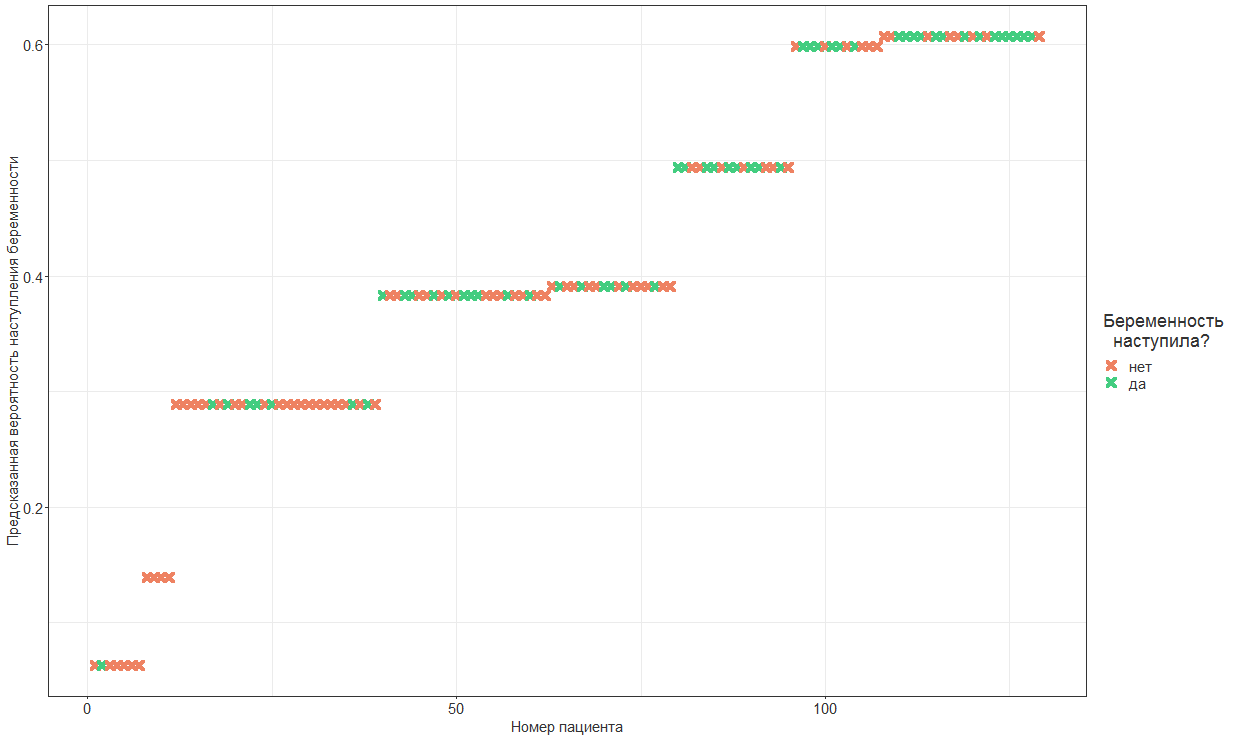 Предсказанная вероятность наступления беременности
0.6
0.4
0.2
0
50
100
Номер пациента
Беременность
наступила?
нет
да